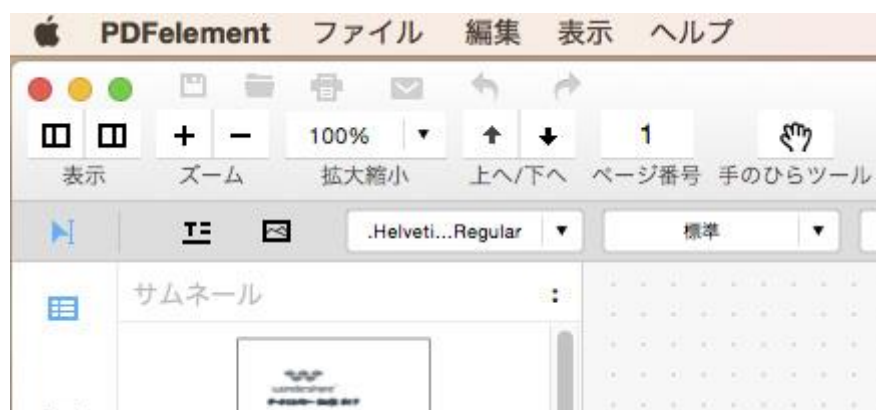 PDFelement ファイル 編集 表示 ヘルプ
100% 1
表示 ズーム 拡大縮小 上へ/下へ ページ番号 手のひらツール
.Helveti...Regular 標準
サムネール